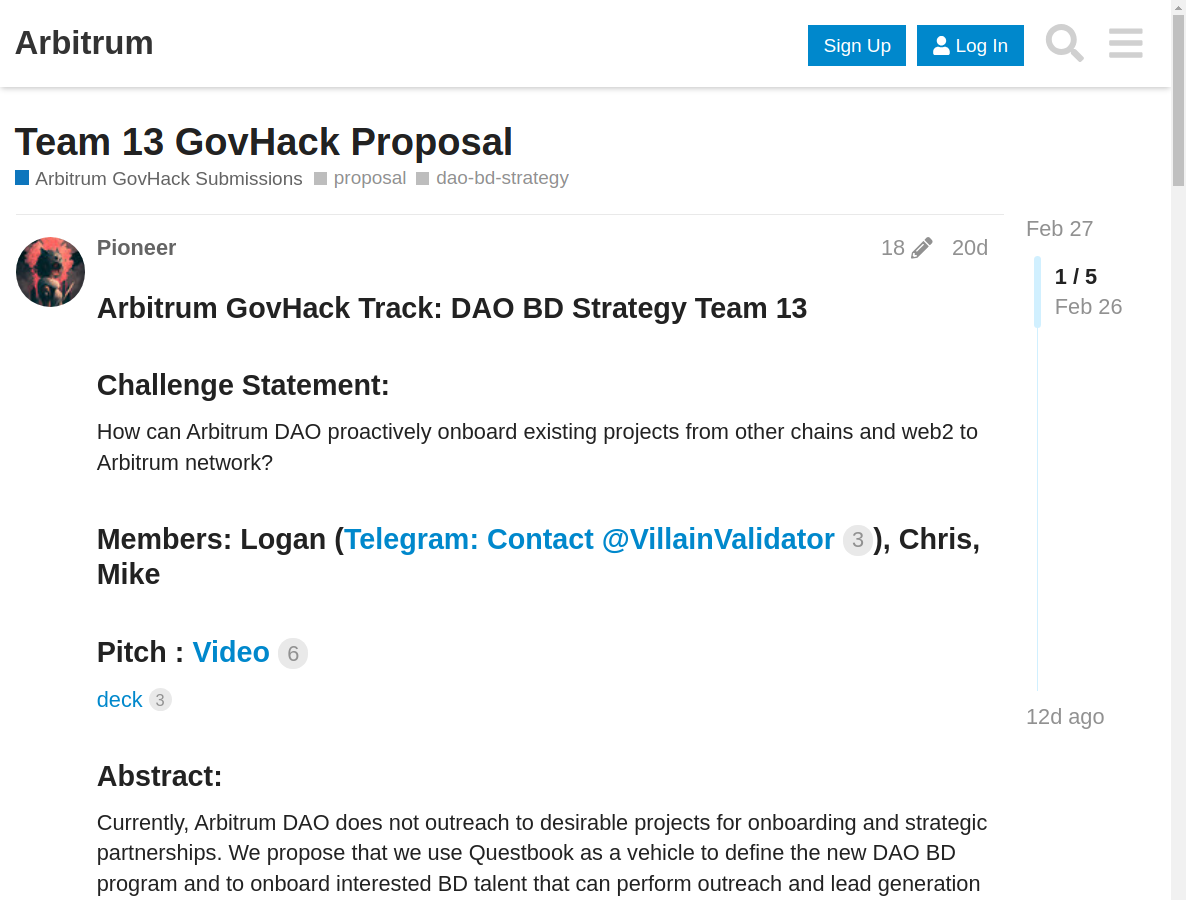 Arbitrum
Sign Up
Log In
Team 13 GovHack Proposal
Arbitrum GovHack Submissions proposal dao-bd-strategy
Feb 27
1 / 5
Feb 26
12d ago
Pioneer
18
20d
Arbitrum GovHack Track: DAO BD Strategy Team 13
Challenge Statement:
How can Arbitrum DAO proactively onboard existing projects from other chains and web2 to
Arbitrum network?
Members: Logan (Telegram: Contact @VillainValidator 3), Chris,
Mike
Pitch : Video 6
deck 3
Abstract:
Currently, Arbitrum DAO does not outreach to desirable projects for onboarding and strategic
partnerships. We propose that we use Questbook as a vehicle to define the new DAO BD
program and to onboard interested BD talent that can perform outreach and lead generation